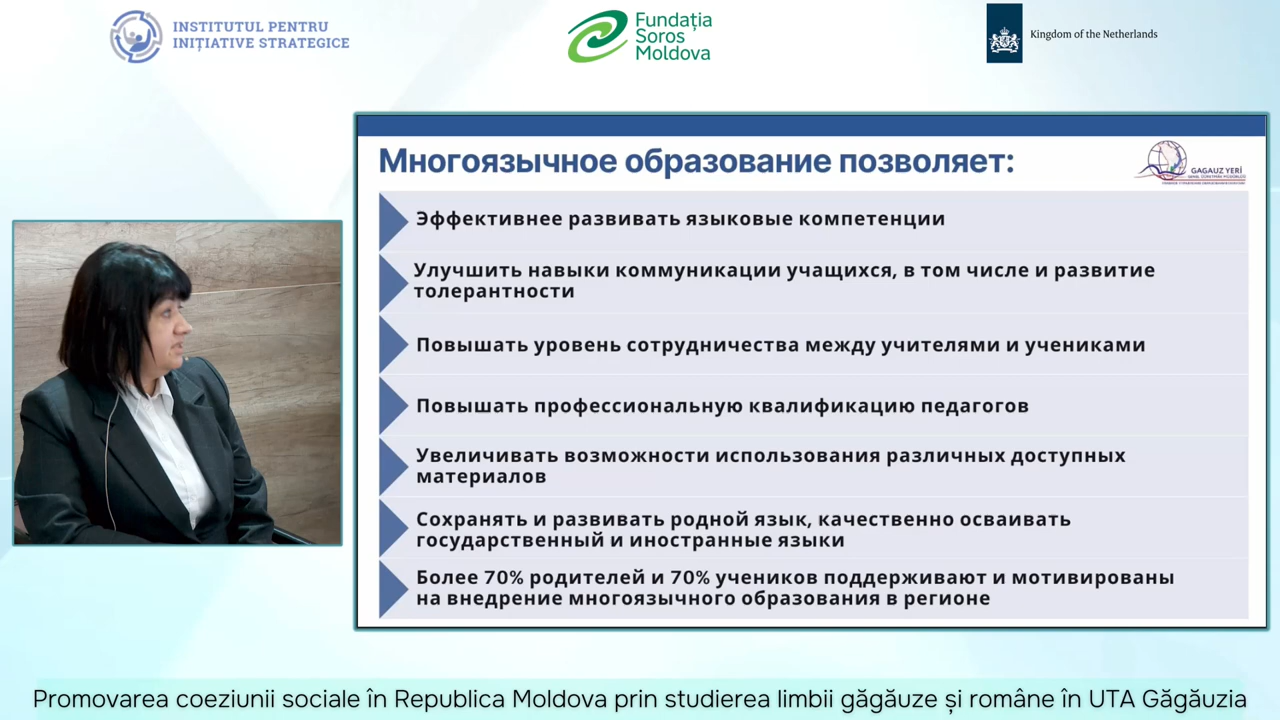 INSTITUTUL PENTRU
INIȚIATIVE STRATEGICE
Fundația
Soros
Moldova
Kingdom of the Netherlands
Многоязычное образование позволяет:
GAGAUZ YERİ
Эффективнее развивать языковые компетенции
Улучшить навыки коммуникации учащихся, в том числе и развитие
толерантности
Повышать уровень сотрудничества между учителями и учениками
Повышать профессиональную квалификацию педагогов
Увеличивать возможности использования различных доступных
материалов
Сохранять и развивать родной язык, качественно осваивать
государственный и иностранные языки
Более 70% родителей и 70% учеников поддерживают и мотивированы
на внедрение многоязычного образования в регионе
Promovarea coeziunii sociale în Republica Moldova prin studierea limbii găgăuze și române în UTA Găgăuzia